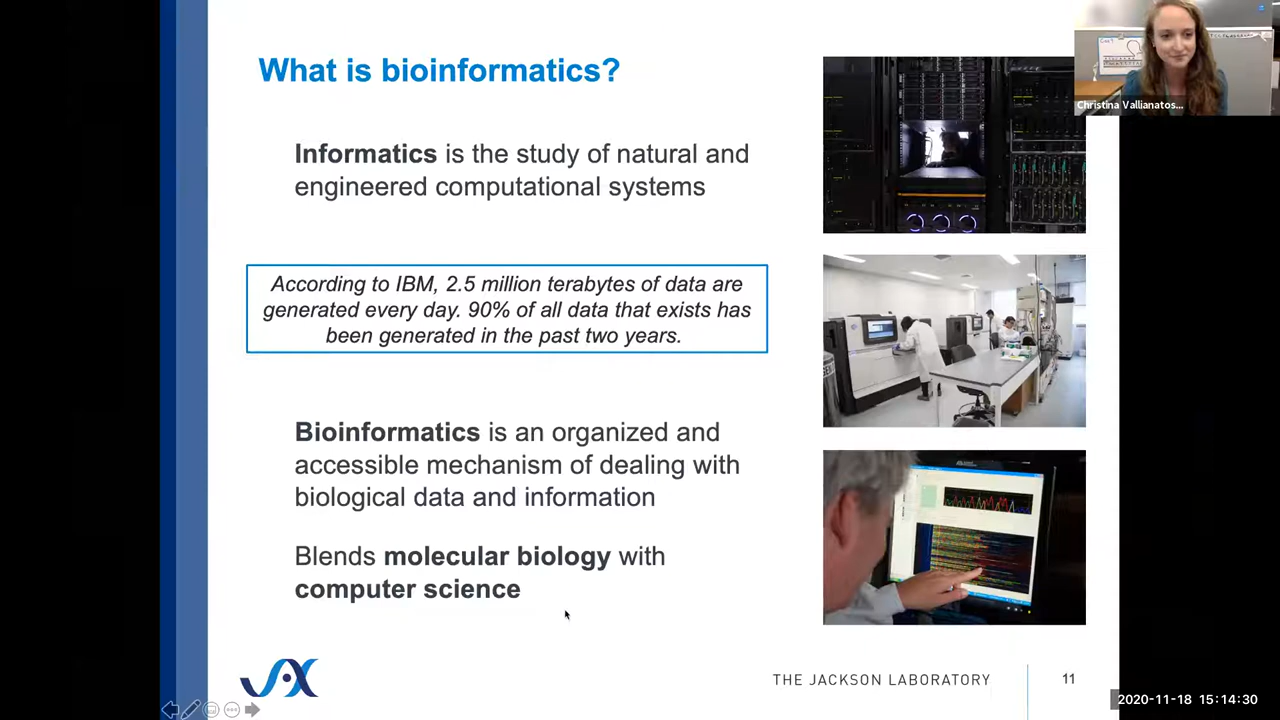 What is bioinformatics?
Informatics is the study of natural and
engineered computational systems
According to IBM, 2.5 million terabytes of data are
generated every day. 90% of all data that exists has
been generated in the past two years.
Bioinformatics is an organized and
accessible mechanism of dealing with
biological data and information
Blends molecular biology with
computer science
Christina Vallianatos...
JAX
THE JACKSON LABORATORY
11
2020-11-18 15:14:30